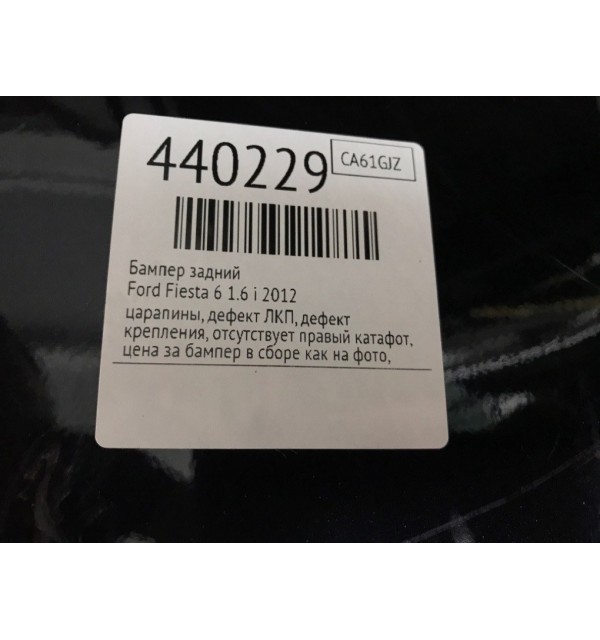 440229
CA61GJZ
Бампер задний
Ford Fiesta 6 1.6 i 2012
царапины, дефект ЛКП, дефект
крепления, отсутствует правый катафот,
цена за бампер в сборе как на фото,